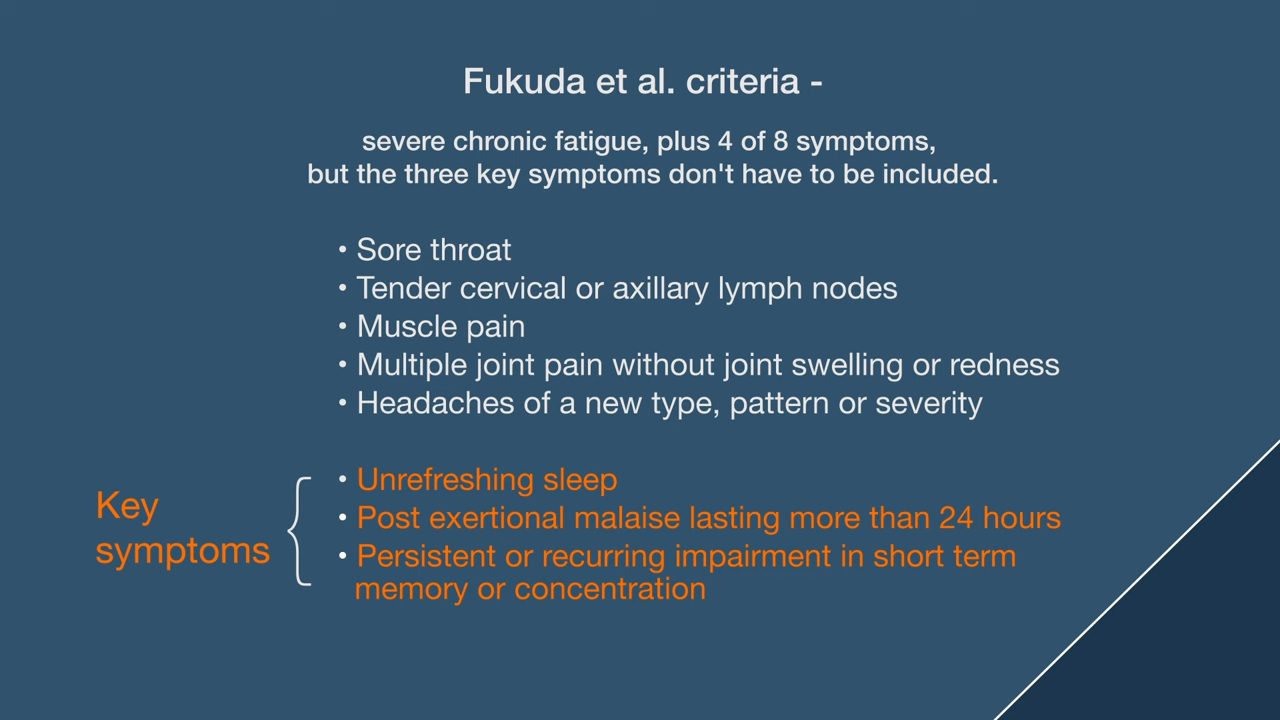 Fukuda et al. criteria -
severe chronic fatigue, plus 4 of 8 symptoms,
but the three key symptoms don't have to be included.
• Sore throat
• Tender cervical or axillary lymph nodes
• Muscle pain
• Multiple joint pain without joint swelling or redness
• Headaches of a new type, pattern or severity
Key
symptoms
• Unrefreshing sleep
• Post exertional malaise lasting more than 24 hours
• Persistent or recurring impairment in short term
memory or concentration